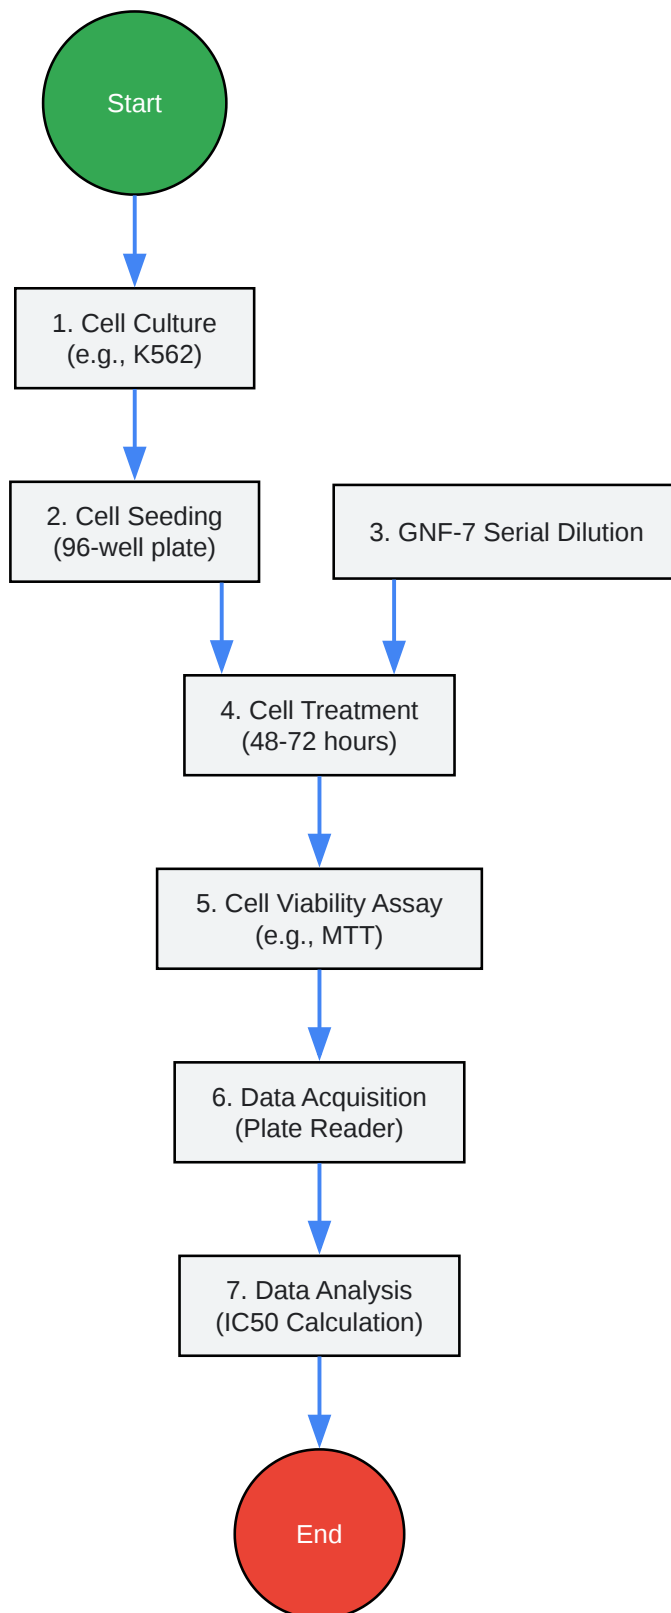 Start
1. Cell Culture
(e.g., K562)
2. Cell Seeding
(96-well plate)
3. GNF-7 Serial Dilution
4. Cell Treatment
(48-72 hours)
5. Cell Viability Assay
(e.g., MTT)
6. Data Acquisition
(Plate Reader)
7. Data Analysis
(IC50 Calculation)
End